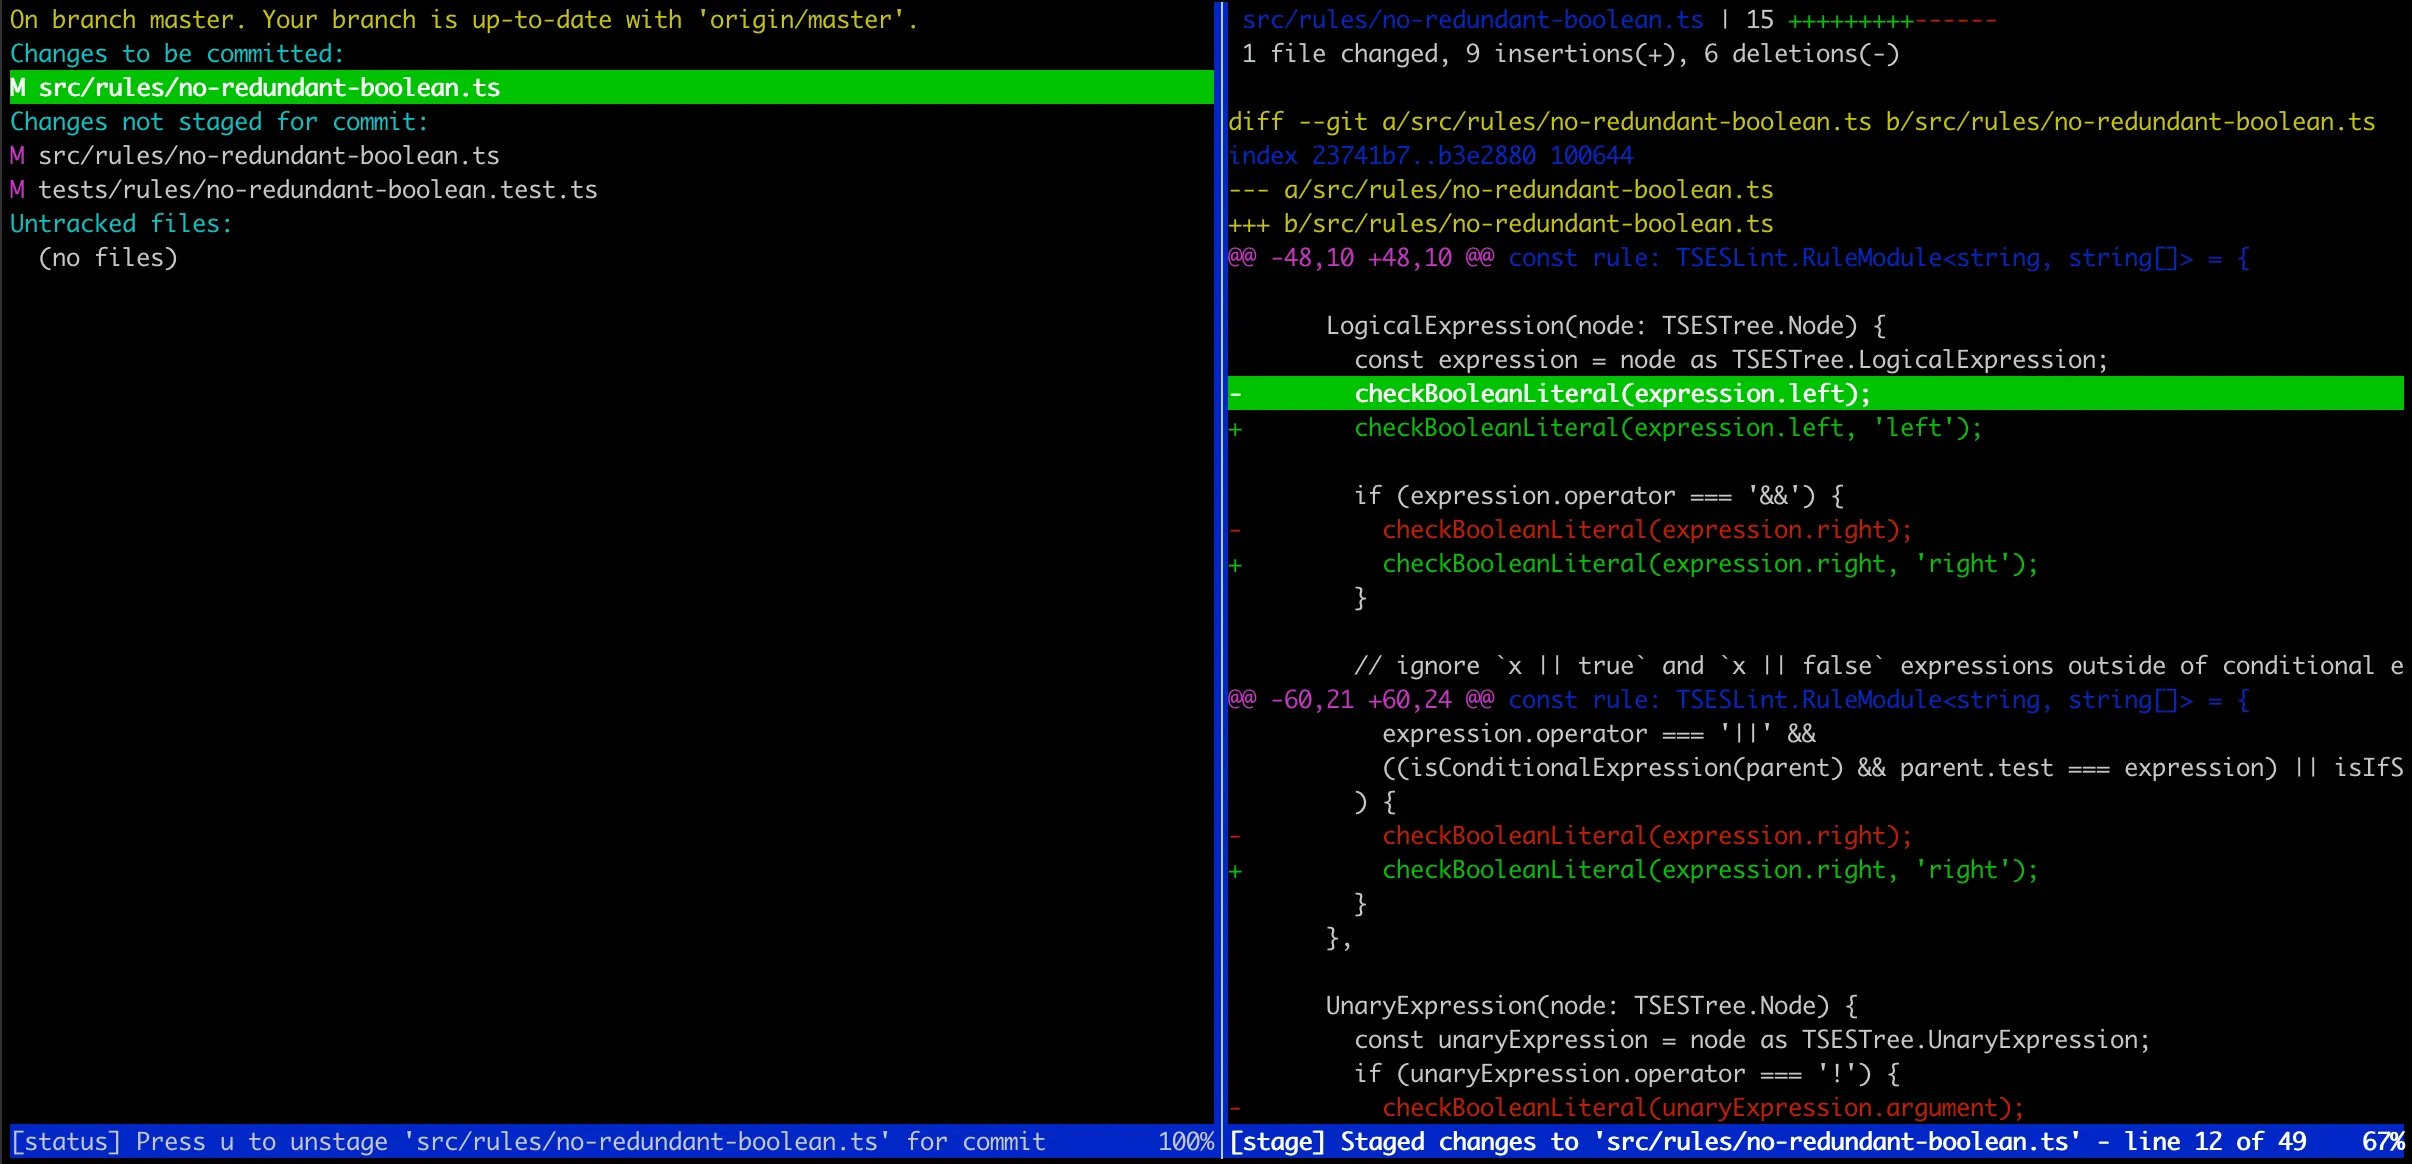 On branch master. Your branch is up-to-date with 'origin/master'.
Changes to be committed:
M src/rules/no-redundant-boolean.ts
Changes not staged for commit:
M src/rules/no-redundant-boolean.ts
M tests/rules/no-redundant-boolean.test.ts
Untracked files:
  (no files)
[status] Press u to unstage 'src/rules/no-redundant-boolean.ts' for commit 100%
 src/rules/no-redundant-boolean.ts | 15 +++++++++------
 1 file changed, 9 insertions(+), 6 deletions(-)

diff --git a/src/rules/no-redundant-boolean.ts b/src/rules/no-redundant-boolean.ts
index 23741b7..b3e2880 100644
--- a/src/rules/no-redundant-boolean.ts
+++ b/src/rules/no-redundant-boolean.ts
@@ -48,10 +48,10 @@ const rule: TSESLint.RuleModule<string, string[]> = {

       LogicalExpression(node: TSESTree.Node) {
         const expression = node as TSESTree.LogicalExpression;
-        checkBooleanLiteral(expression.left);
+        checkBooleanLiteral(expression.left, 'left');

         if (expression.operator === '&&') {
-          checkBooleanLiteral(expression.right);
+          checkBooleanLiteral(expression.right, 'right');
         }

         // ignore `x || true` and `x || false` expressions outside of conditional e
@@ -60,21 +60,24 @@ const rule: TSESLint.RuleModule<string, string[]> = {
           expression.operator === '||' &&
           ((isConditionalExpression(parent) && parent.test === expression) || isIfS
         ) {
-          checkBooleanLiteral(expression.right);
+          checkBooleanLiteral(expression.right, 'right');
         }
       },

       UnaryExpression(node: TSESTree.Node) {
         const unaryExpression = node as TSESTree.UnaryExpression;
         if (unaryExpression.operator === '!') {
-          checkBooleanLiteral(unaryExpression.argument);
[stage] Staged changes to 'src/rules/no-redundant-boolean.ts' - line 12 of 49 67%